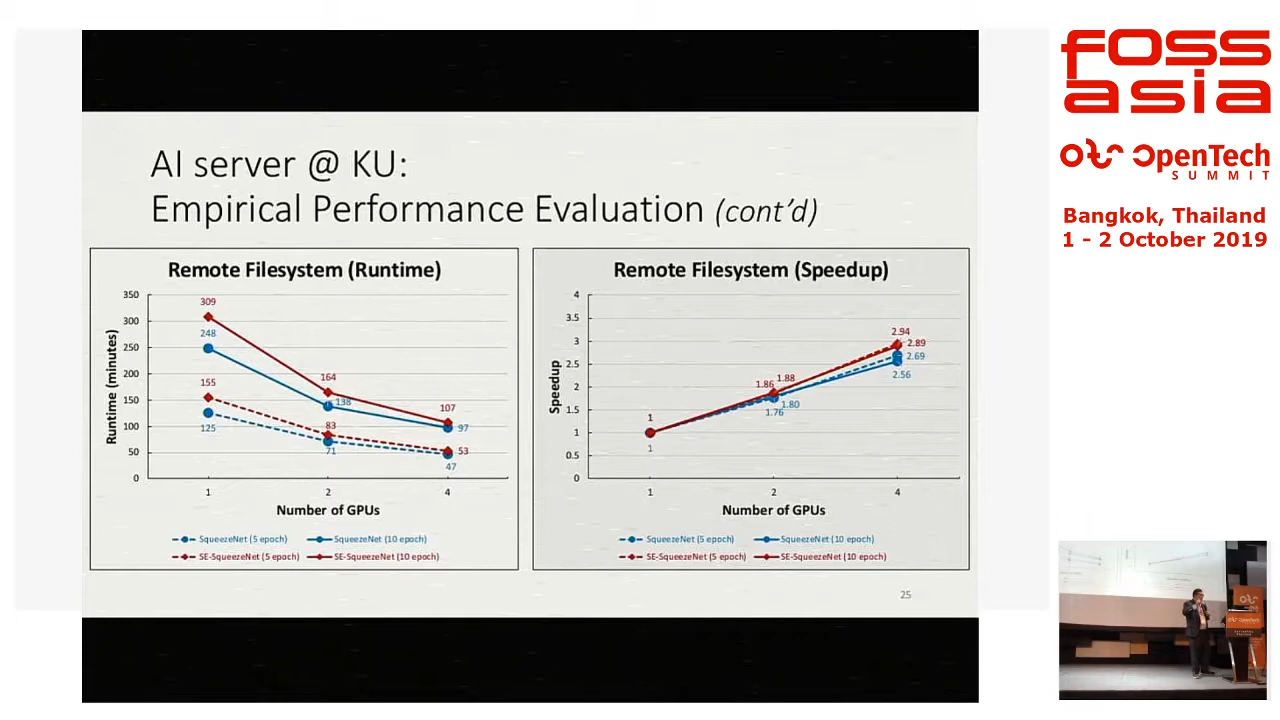 AI server @ KU:
Empirical Performance Evaluation (cont'd)
Remote Filesystem (Runtime)
350
300
250
200
150
100
50
0
Runtime (minutes)
309
248
155
125
164
138
83
71
107
97
53
47
1
2
4
Number of GPUs
SqueezeNet (5 epoch)
SqueezeNet (10 epoch)
SE-SqueezeNet (5 epoch)
SE-SqueezeNet (10 epoch)
Remote Filesystem (Speedup)
4
3.5
3
2.5
2
1.5
1
0.5
0
Speedup
1
1
1.86
1.88
1.80
1.76
2.94
2.89
2.69
2.56
1
2
4
Number of GPUs
SqueezeNet (5 epoch)
SqueezeNet (10 epoch)
SE-SqueezeNet (5 epoch)
SE-SqueezeNet (10 epoch)
25
FOSS
asia
OpenTech
SUMMIT
Bangkok, Thailand
1 - 2 October 2019
OpenTech